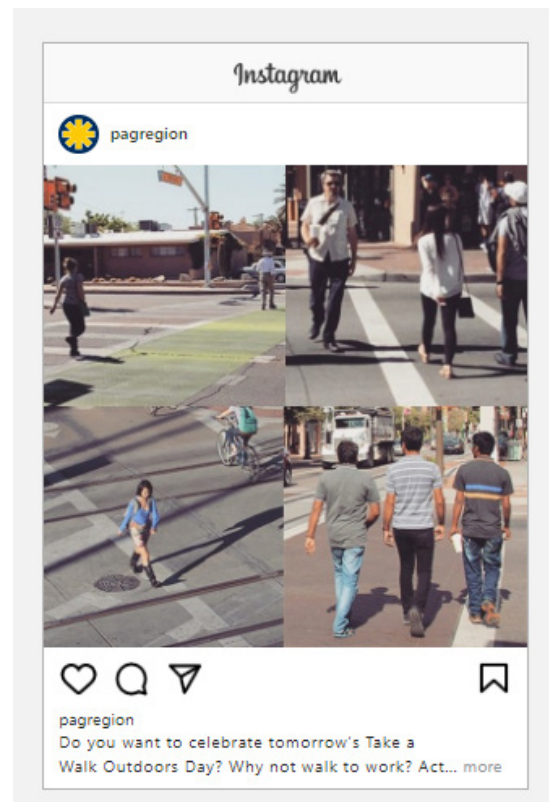 Instagram
pagregion
pagregion
Do you want to celebrate tomorrow's Take a
Walk Outdoors Day? Why not walk to work? Act... more